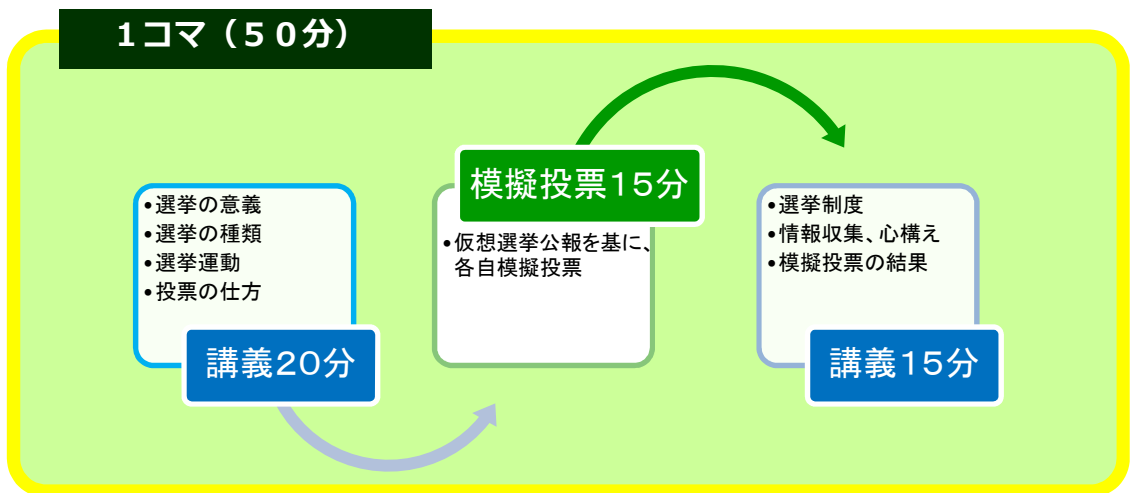 1コマ(50分)
•選挙の意義
•選挙の種類
•選挙運動
•投票の仕方
講義20分
模擬投票15分
•仮想選挙公報を基に、
各自模擬投票
•選挙制度
•情報収集、心構え
•模擬投票の結果
講義15分